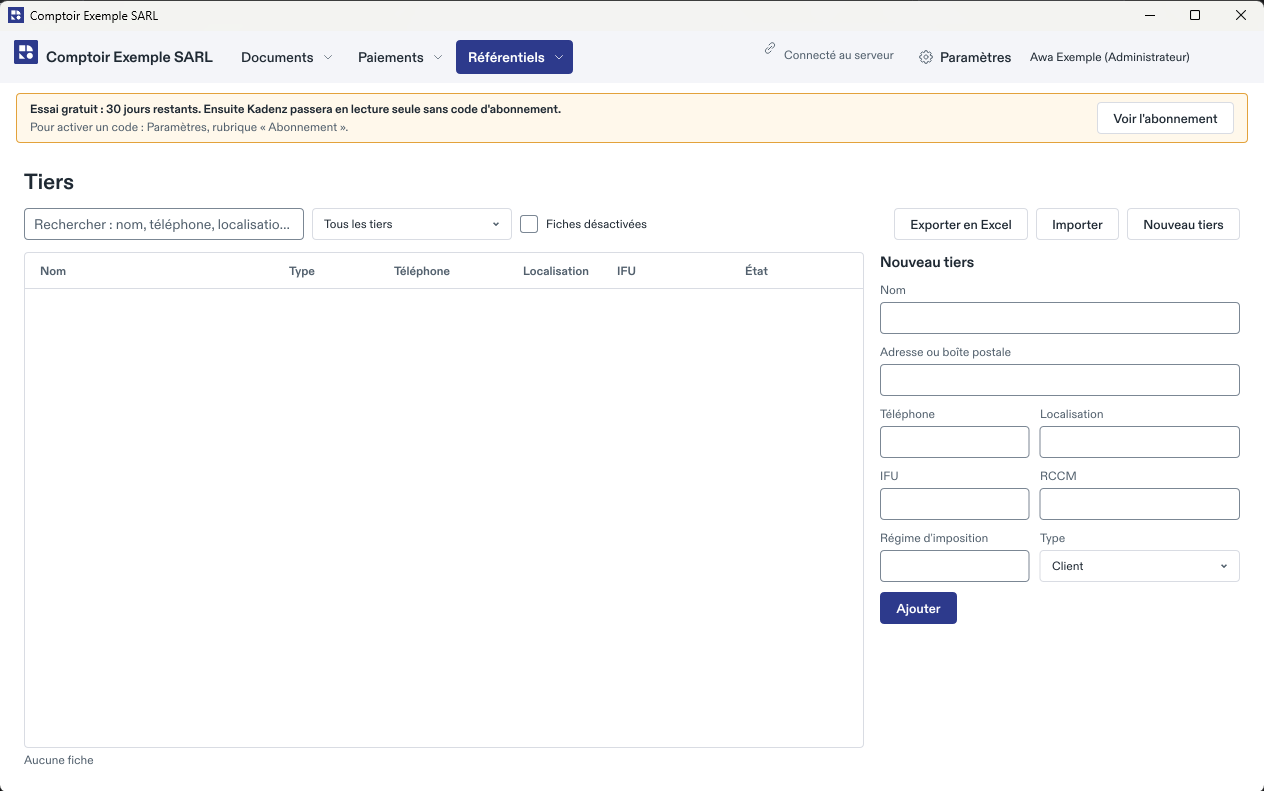 Comptoir Exemple SARL
Comptoir Exemple SARL
Documents
Paiements
Référentiels
Connecté au serveur
Paramètres
Awa Exemple (Administrateur)
Essai gratuit : 30 jours restants. Ensuite Kadenz passera en lecture seule sans code d'abonnement.
Pour activer un code : Paramètres, rubrique « Abonnement ».
Voir l'abonnement
Tiers
Rechercher : nom, téléphone, localisatio...
Tous les tiers
Fiches désactivées
Exporter en Excel
Importer
Nouveau tiers
Nom
Type
Téléphone
Localisation
IFU
État
Aucune fiche
Nouveau tiers
Nom
Adresse ou boîte postale
Téléphone
Localisation
IFU
RCCM
Régime d'imposition
Type
Client
Ajouter